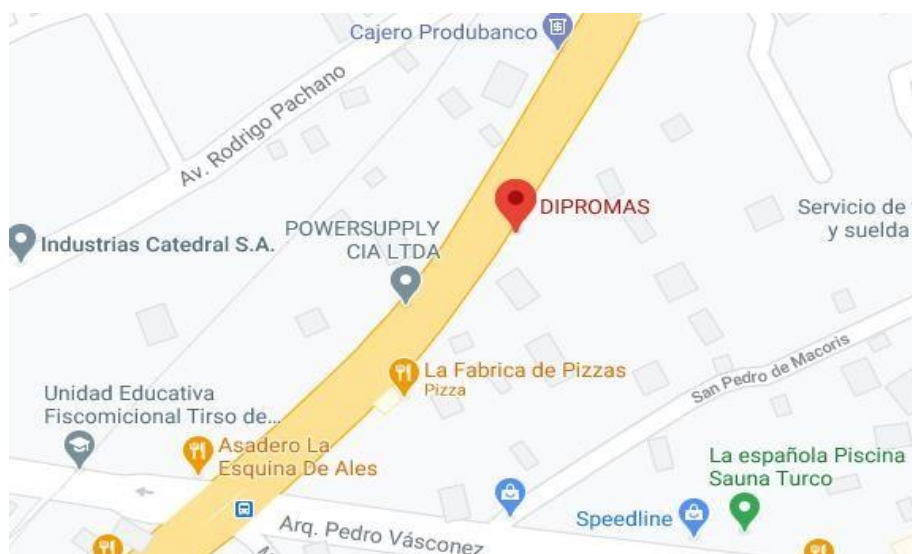 Cajero Produbanco
Av. Rodrigo Pachano
DIPROMAS
Servicio de
y suelda
POWERSUPPLY
CIA LTDA
Industrias Catedral S.A.
San Pedro de Macoris
La Fabrica de Pizzas
Pizza
Unidad Educativa
Fiscomicional Tirso de...
Asadero La
Esquina De Ales
La española Piscina
Sauna Turco
Speedline
Arq. Pedro Vásconez